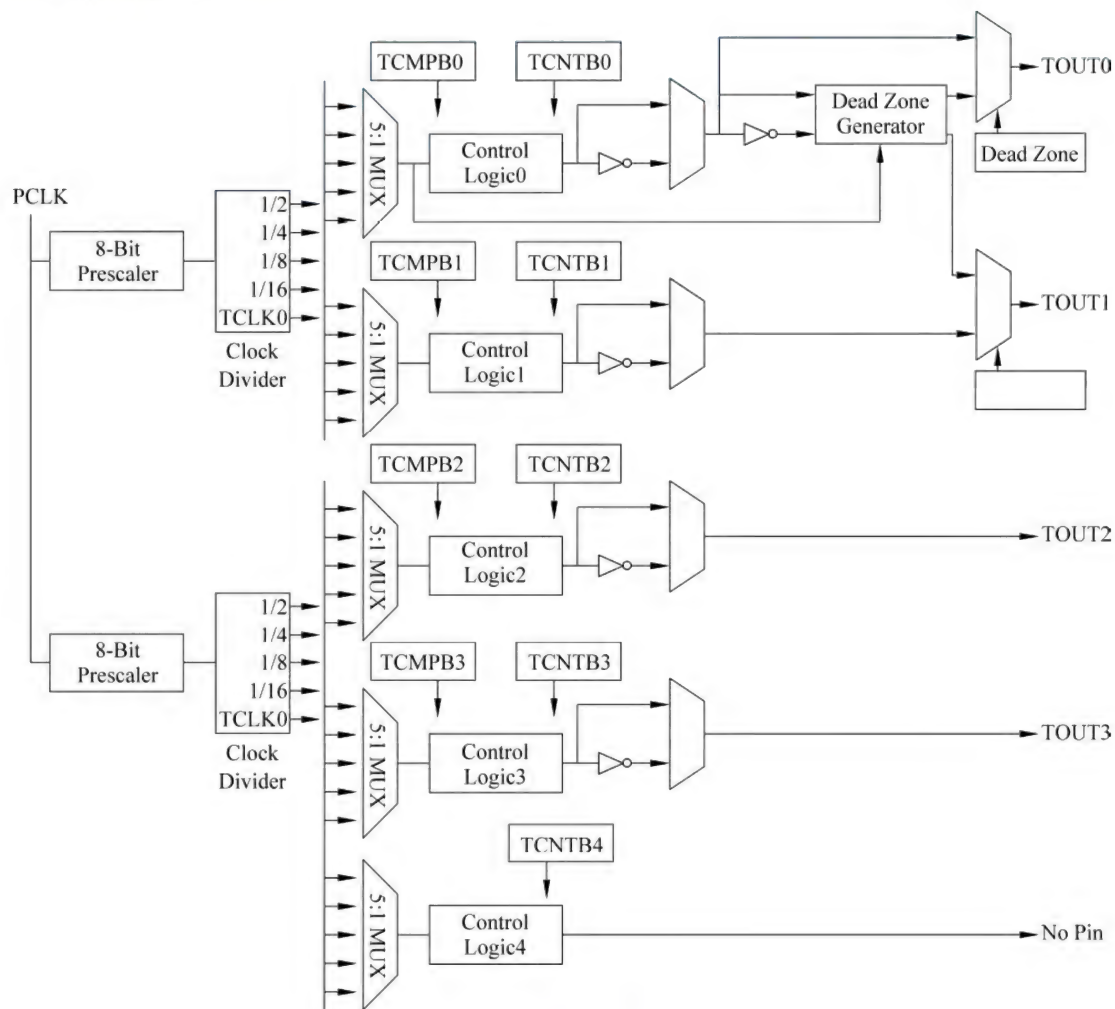 TCMPB0
TCNTB0
TOUT0
5:1 MUX
Control
Logic0
Dead Zone
Generator
Dead Zone
PCLK
8-Bit
Prescaler
1/2
1/4
1/8
1/16
TCLK0
Clock
Divider
TCMPB1
TCNTB1
5:1 MUX
Control
Logic1
TOUT1
TCMPB2
TCNTB2
5:1 MUX
Control
Logic2
TOUT2
8-Bit
Prescaler
1/2
1/4
1/8
1/16
TCLK0
Clock
Divider
TCMPB3
TCNTB3
5:1 MUX
Control
Logic3
TOUT3
TCNTB4
5:1 MUX
Control
Logic4
No Pin